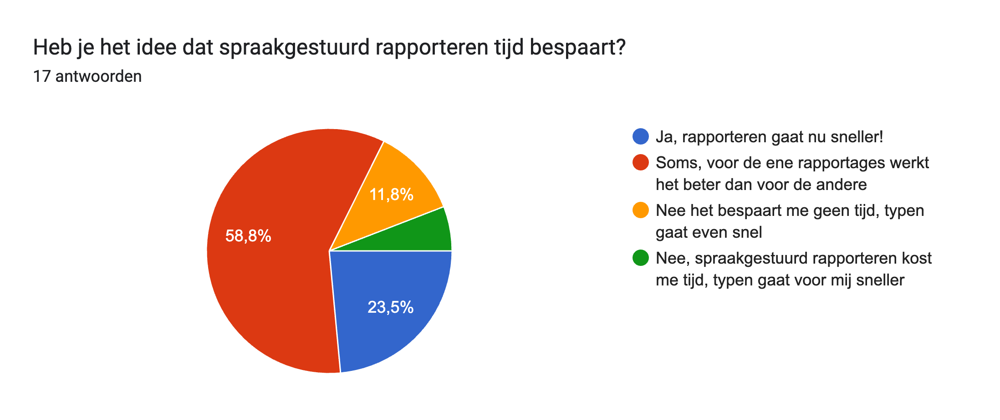 Heb je het idee dat spraakgestuurd rapporteren tijd bespaart?
17 antwoorden
58,8%
11,8%
23,5%
Ja, rapporteren gaat nu sneller!
Soms, voor de ene rapportages werkt
het beter dan voor de andere
Nee het bespaart me geen tijd, typen
gaat even snel
Nee, spraakgestuurd rapporteren kost
me tijd, typen gaat voor mij sneller